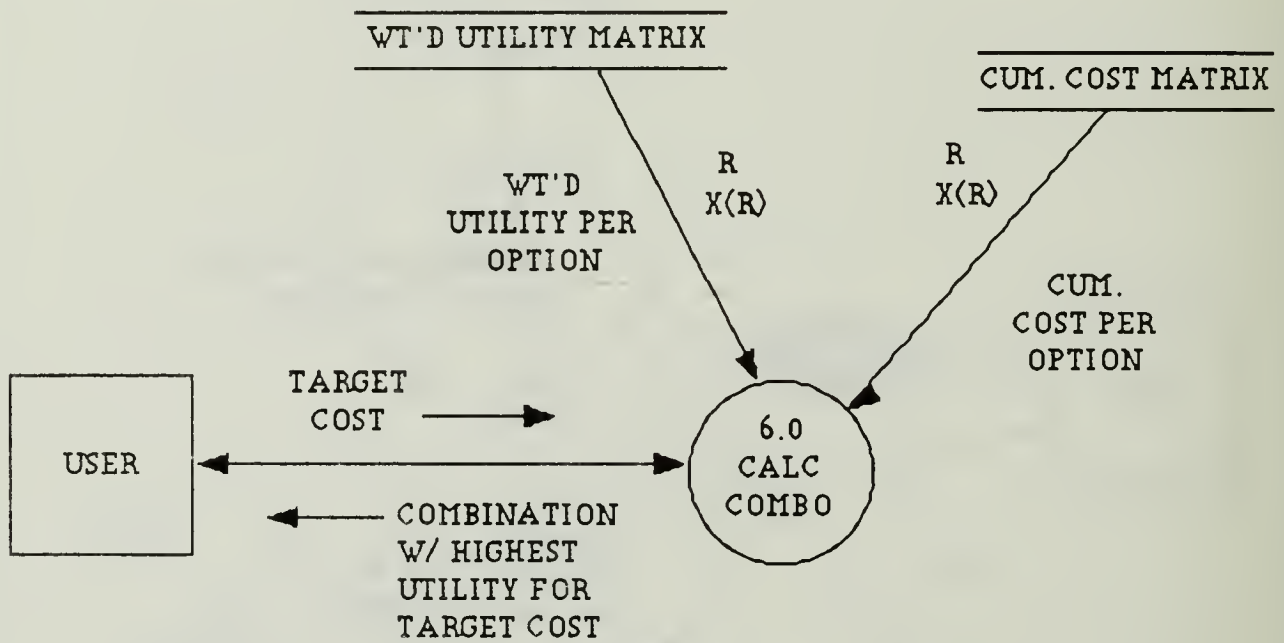 WT'D UTILITY MATRIX
CUM. COST MATRIX
R
X(R)
R
X(R)
WT'D
UTILITY PER
OPTION
CUM.
COST PER
OPTION
TARGET
COST
USER
6.0
CALC
COMBO
COMBINATION
W/ HIGHEST
UTILITY FOR
TARGET COST